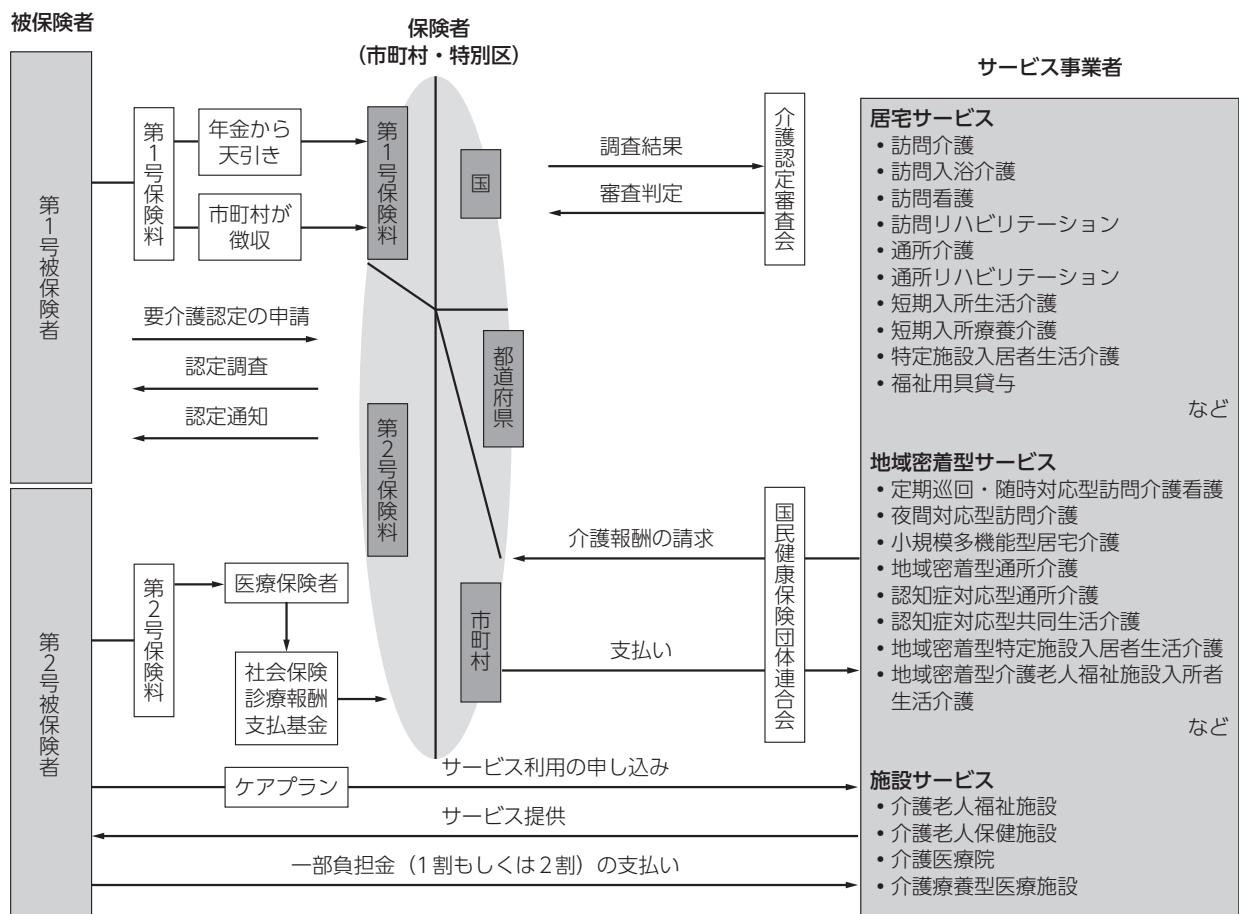 被保険者
保険者
(市町村・特別区)
サービス事業者
第1号被保険者
第1号保険料
年金から
天引き
市町村が
徴収
第1号保険料
国
調査結果
審査判定
介護認定審査会
要介護認定の申請
認定調査
認定通知
都道府県
第2号保険料
第2号被保険者
第2号保険料
医療保険者
社会保険
診療報酬
支払基金
市町村
介護報酬の請求
支払い
国民健康保険団体連合会
ケアプラン
サービス利用の申し込み
サービス提供
一部負担金(1割もしくは2割)の支払い
居宅サービス
•訪問介護
•訪問入浴介護
•訪問看護
•訪問リハビリテーション
•通所介護
•通所リハビリテーション
•短期入所生活介護
•短期入所療養介護
•特定施設入居者生活介護
•福祉用具貸与
など
地域密着型サービス
•定期巡回・随時対応型訪問介護看護
•夜間対応型訪問介護
•小規模多機能型居宅介護
•地域密着型通所介護
•認知症対応型通所介護
•認知症対応型共同生活介護
•地域密着型特定施設入居者生活介護
•地域密着型介護老人福祉施設入所者
生活介護
など
施設サービス
•介護老人福祉施設
•介護老人保健施設
•介護医療院
•介護療養型医療施設